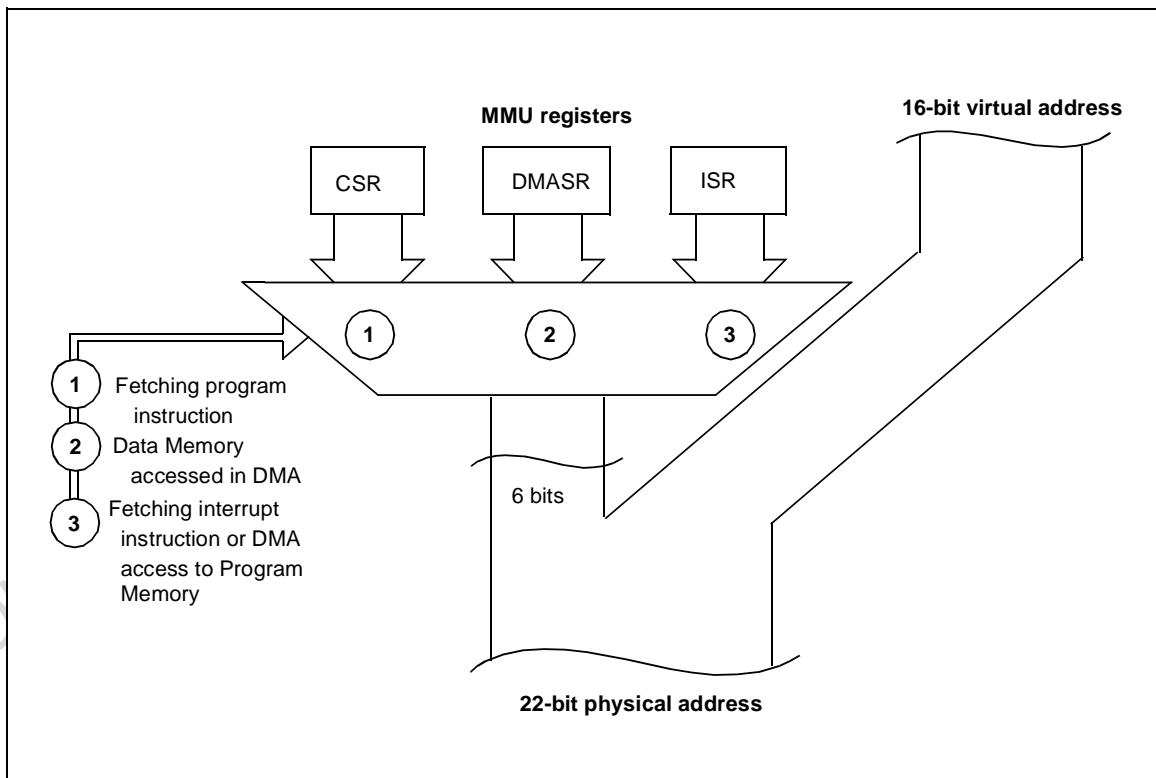 16-bit virtual address
MMU registers
CSR
DMASR
ISR
1
2
3
1
Fetching program
instruction
2
Data Memory
accessed in DMA
3
Fetching interrupt
instruction or DMA
access to Program
Memory
6 bits
22-bit physical address